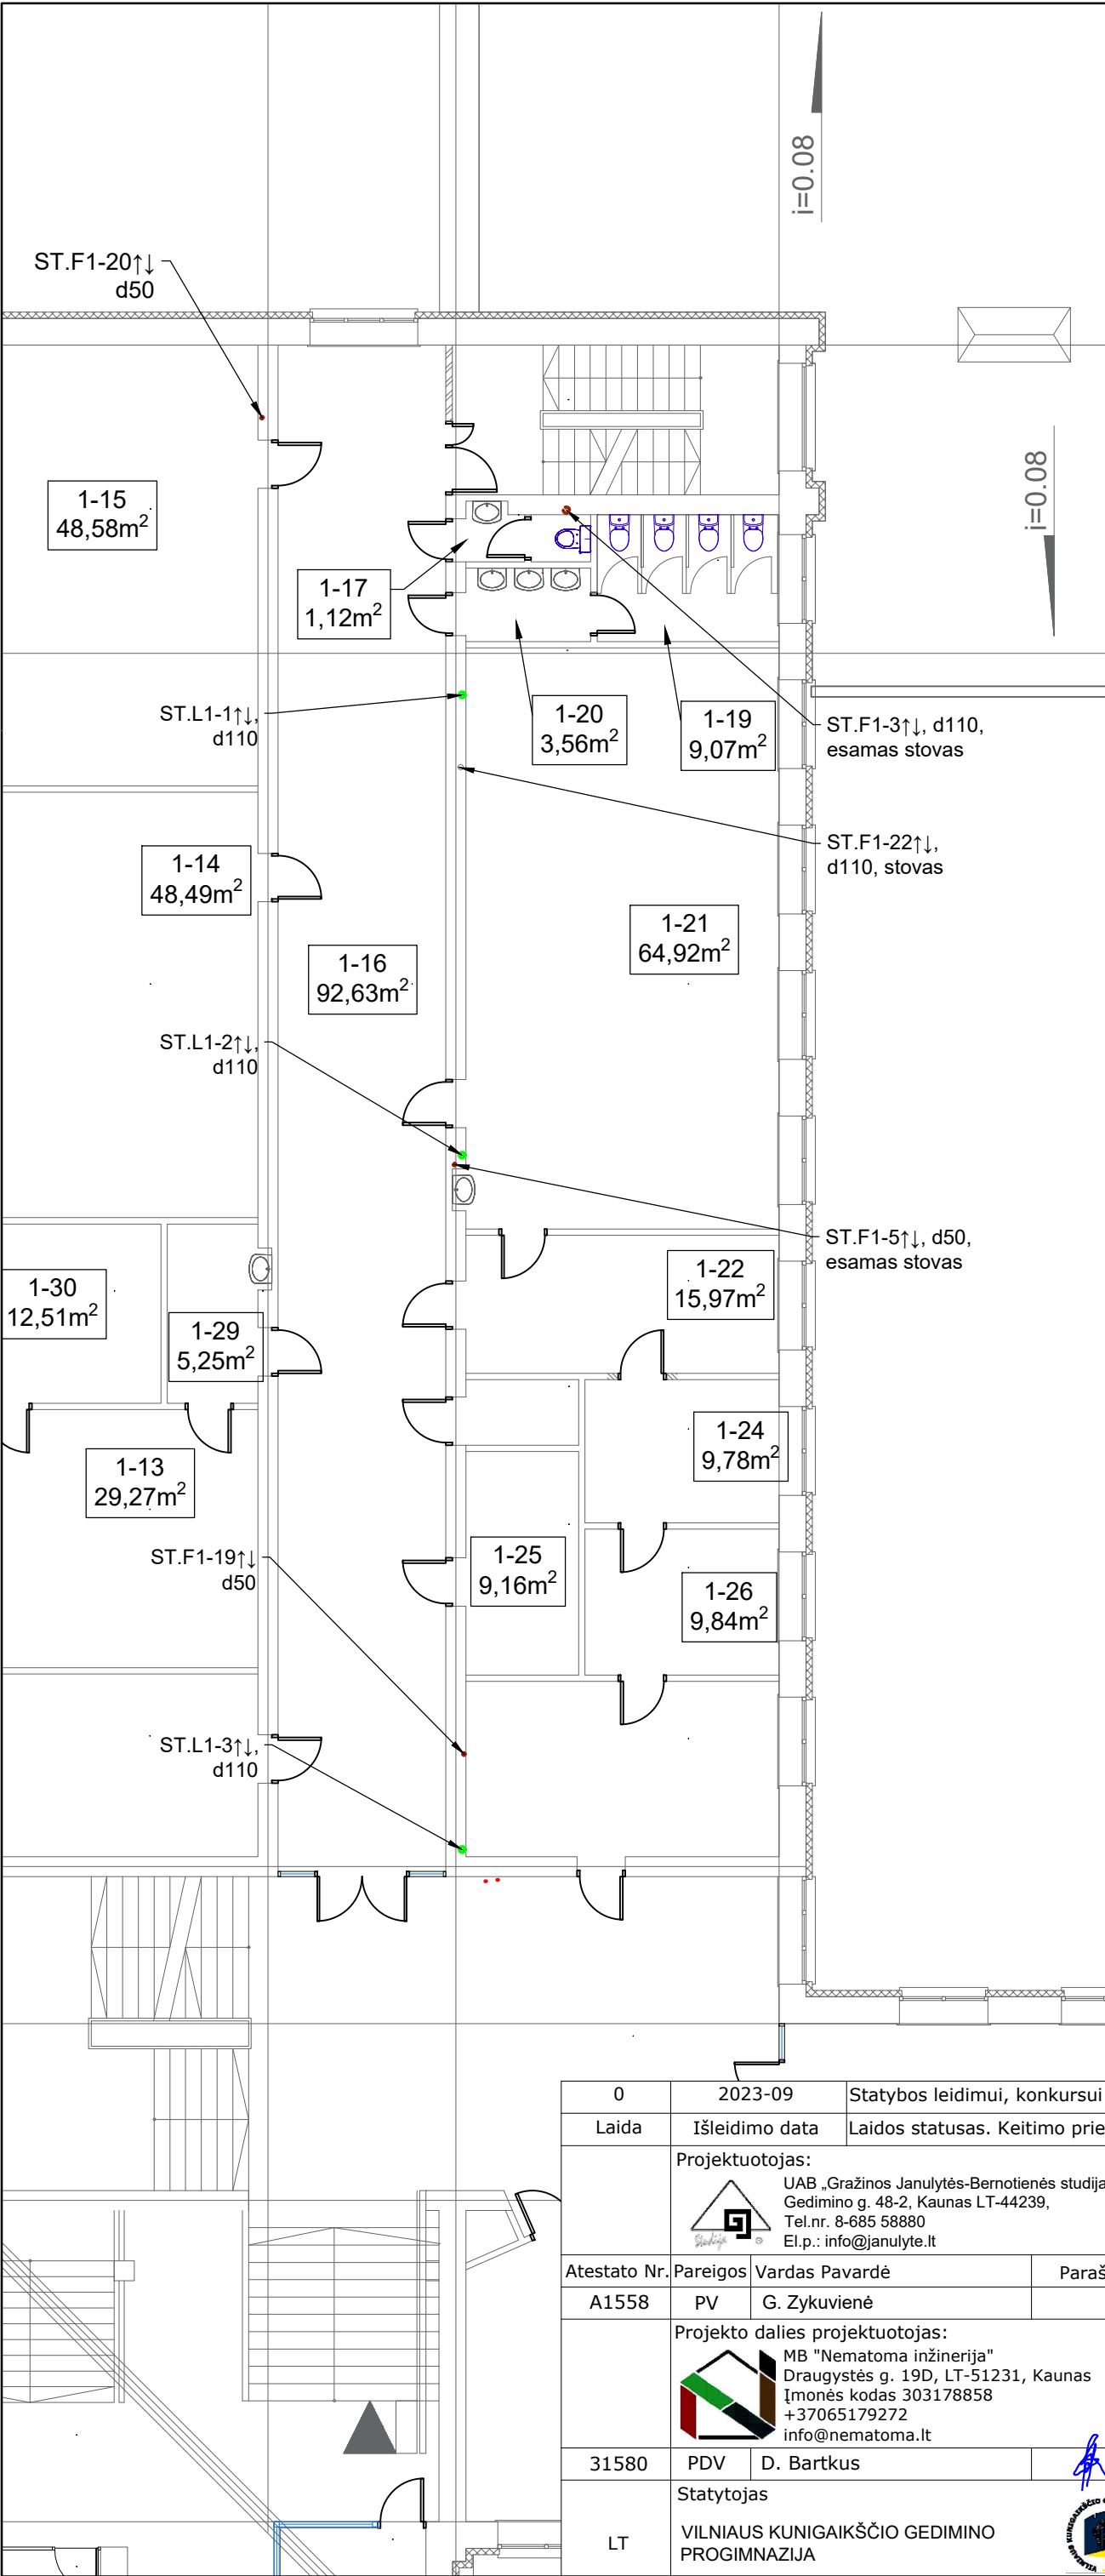 i=0.08
ST.F1-20↑↓
d50
i=0.08
1-15
48,58m²
1-17
1,12m²
ST.L1-1↑↓,
d110
1-20
3,56m²
1-19
9,07m²
ST.F1-3↑↓, d110,
esamas stovas
ST.F1-22↑↓,
d110, stovas
1-14
48,49m²
1-21
64,92m²
1-16
92,63m²
ST.L1-2↑↓,
d110
ST.F1-5↑↓, d50,
esamas stovas
1-30
12,51m²
1-22
15,97m²
1-29
5,25m²
1-24
9,78m²
1-13
29,27m²
ST.F1-19↑↓
d50
1-25
9,16m²
1-26
9,84m²
ST.L1-3↑↓,
d110
0 2023-09 Statybos leidimui, konkursui
Laida Išleidimo data Laidos statusas. Keitimo prie
Projektuotojas:
UAB „Gražinos Janulytės-Bernotienės studija
Gedimino g. 48-2, Kaunas LT-44239,
Tel.nr. 8-685 58880
El.p.: info@janulyte.lt
Studija ®
Atestato Nr. Pareigos Vardas Pavardė Paraš
A1558 PV G. Zykuvienė
Projekto dalies projektuotojas:
MB "Nematoma inžinerija"
Draugystės g. 19D, LT-51231, Kaunas
Įmonės kodas 303178858
+37065179272
info@nematoma.lt
31580 PDV D. Bartkus
Statytojas
LT VILNIAUS KUNIGAIKŠČIO GEDIMINO
PROGIMNAZIJA